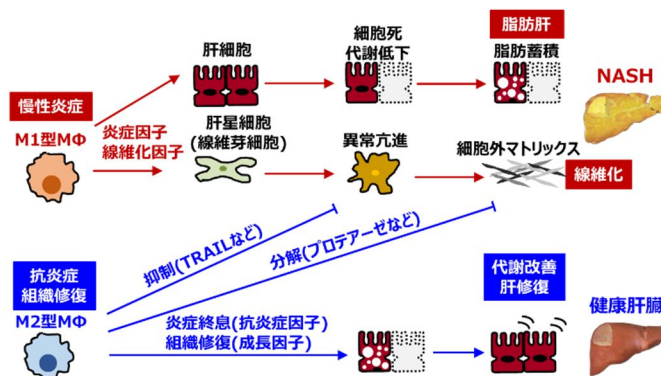 脂肪肝
細胞死
代謝低下
肝細胞
脂肪蓄積
NASH
慢性炎症
M1型MΦ
炎症因子
線維化因子
肝星細胞
(線維芽細胞)
異常亢進
細胞外マトリックス
線維化
抑制(TRAILなど)
分解(プロテアーゼなど)
抗炎症
組織修復
M2型MΦ
代謝改善
肝修復
健康肝臓
炎症終息(抗炎症因子)
組織修復(成長因子)